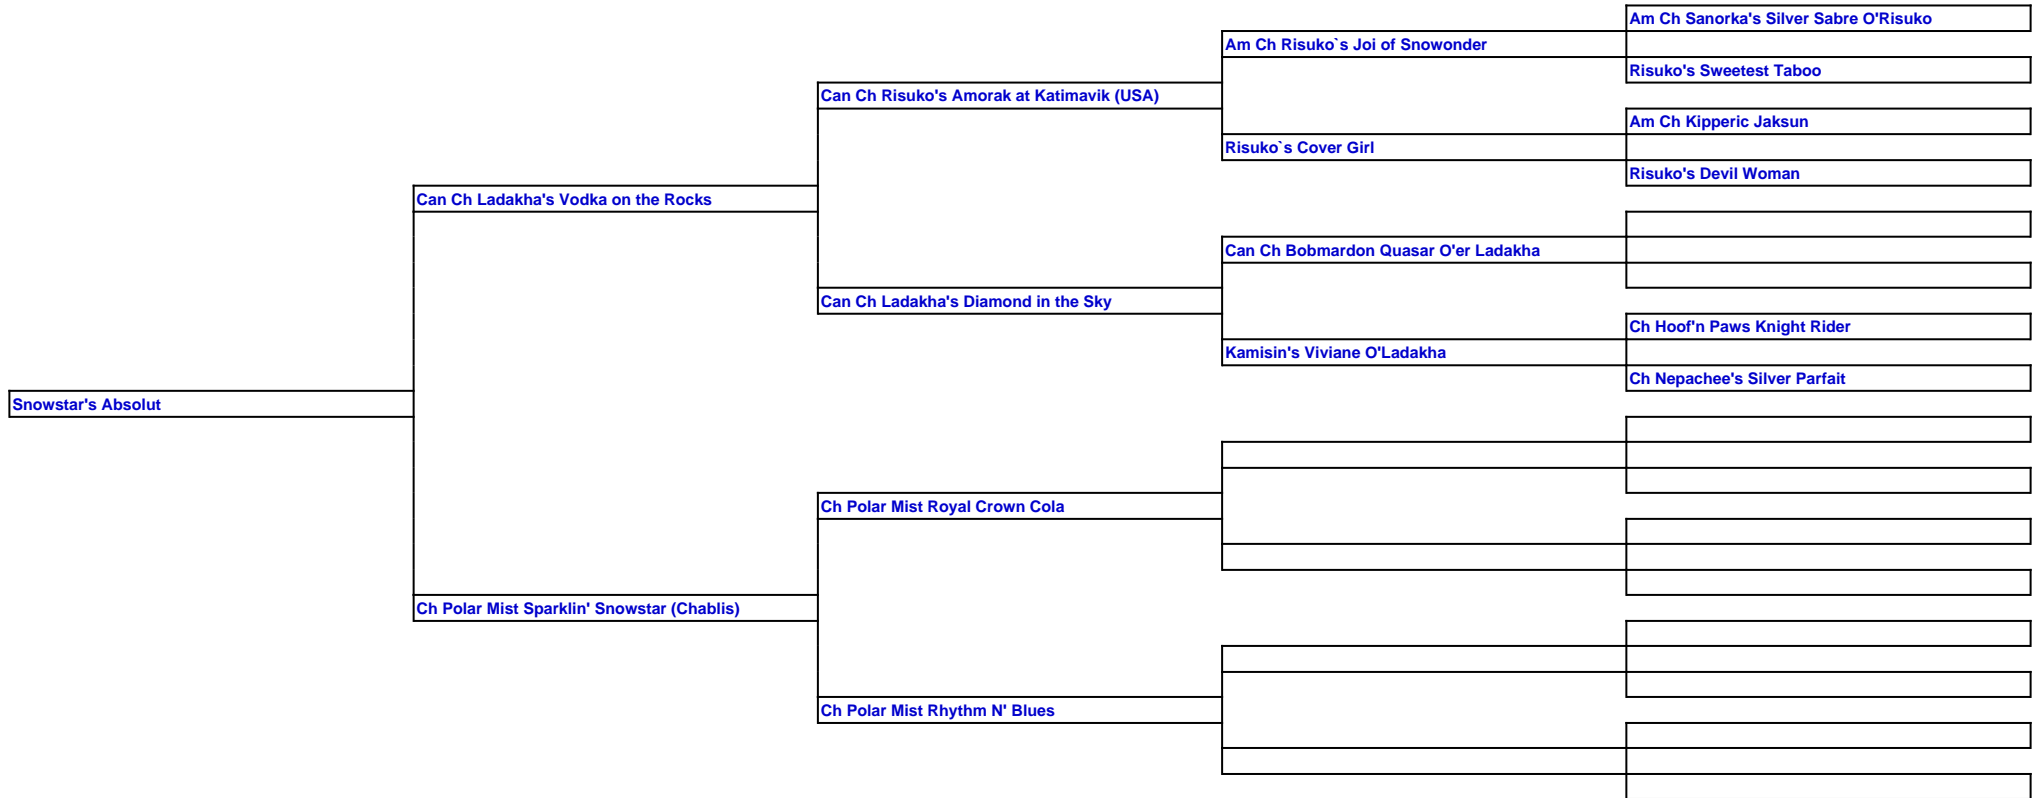 Am Ch Sanorka's Silver Sabre O'Risuko
Am Ch Risuko`s Joi of Snowonder
Risuko's Sweetest Taboo
Can Ch Risuko's Amorak at Katimavik (USA)
Am Ch Kipperic Jaksun
Risuko`s Cover Girl
Risuko's Devil Woman
Can Ch Ladakha's Vodka on the Rocks
Can Ch Bobmardon Quasar O'er Ladakha
Can Ch Ladakha's Diamond in the Sky
Ch Hoof'n Paws Knight Rider
Kamisin's Viviane O'Ladakha
Ch Nepachee's Silver Parfait
Snowstar's Absolut
Ch Polar Mist Royal Crown Cola
Ch Polar Mist Sparklin' Snowstar (Chablis)
Ch Polar Mist Rhythm N' Blues